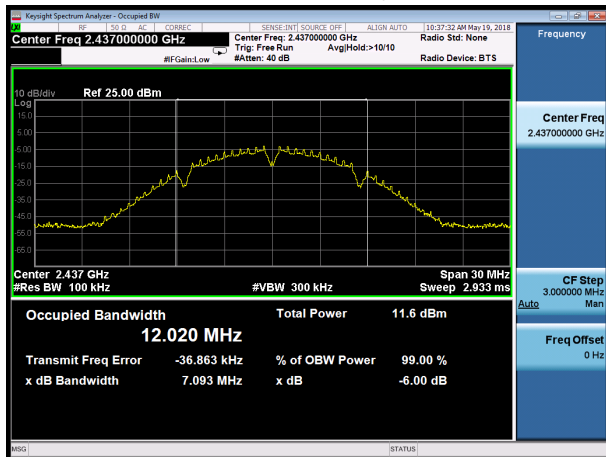 Keysight Spectrum Analyzer - Occupied BW
RF 50 Ω AC CORREC SENSE:INT SOURCE OFF ALIGN AUTO 10:37:32 AM May 19, 2018
Center Freq 2.437000000 GHz
Center Freq: 2.437000000 GHz
Radio Std: None
Trig: Free Run Avg|Hold:>10/10
#IFGain:Low
#Atten: 40 dB
Radio Device: BTS
Frequency
10 dB/div Ref 25.00 dBm
Log
15.0
5.00
-5.00
-15.0
-25.0
-35.0
-45.0
-55.0
-65.0
Center 2.437 GHz Span 30 MHz
#Res BW 100 kHz #VBW 300 kHz Sweep 2.933 ms
Occupied Bandwidth Total Power 11.6 dBm
12.020 MHz
Transmit Freq Error -36.863 kHz % of OBW Power 99.00 %
x dB Bandwidth 7.093 MHz x dB -6.00 dB
Center Freq
2.437000000 GHz
CF Step
3.000000 MHz
Auto Man
Freq Offset
0 Hz
MSG STATUS